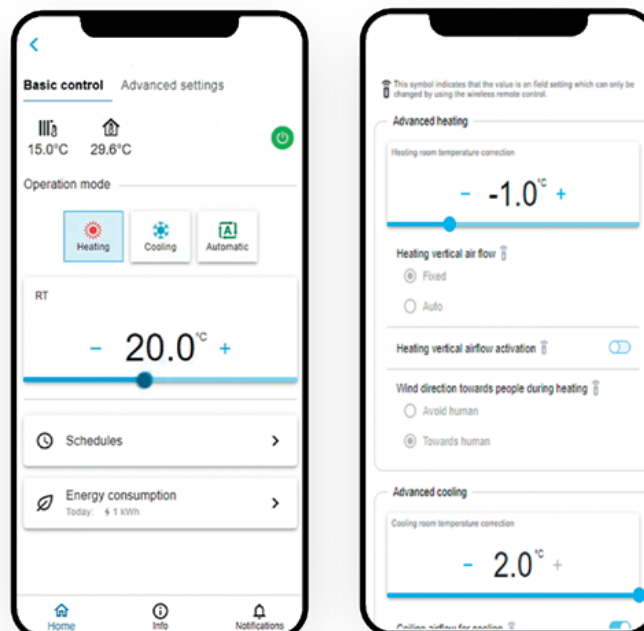 Basic control Advanced settings
15.0°C 29.6°C
Operation mode
Heating Cooling Automatic
RT
− 20.0°C +
Schedules
Energy consumption
Today: 1 kWh
Home Info Notifications
This symbol indicates that the value is an field setting which can only be
changed by using the wireless remote control.
Advanced heating
Heating room temperature correction
− -1.0°C +
Heating vertical air flow
Fixed
Auto
Heating vertical airflow activation
Wind direction towards people during heating
Avoid human
Towards human
Advanced cooling
Cooling room temperature correction
− 2.0°C +
Ceiling airflow for cooling